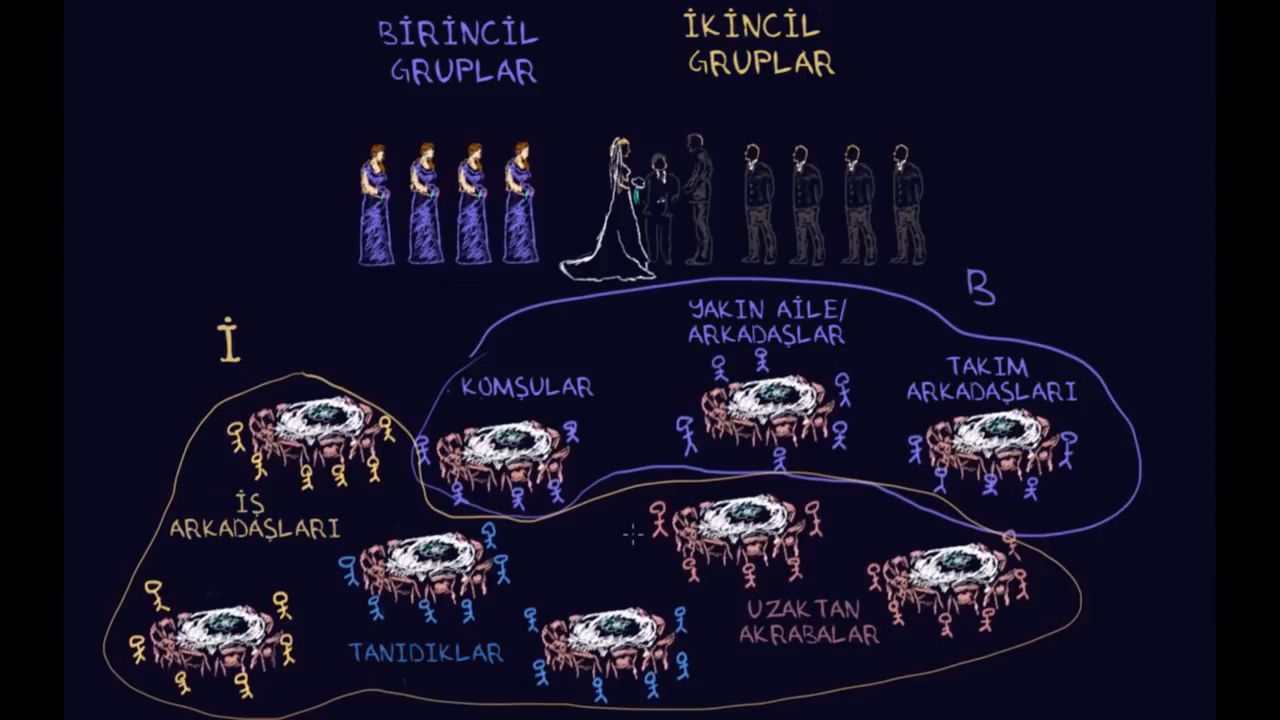 BİRİNCİL
GRUPLAR
İKİNCİL
GRUPLAR
B
İ
YAKIN AİLE/
ARKADAŞLAR
KOMŞULAR
TAKIM
ARKADAŞLARI
İŞ
ARKADAŞLARI
TANIDIKLAR
UZAKTAN
AKRABALAR